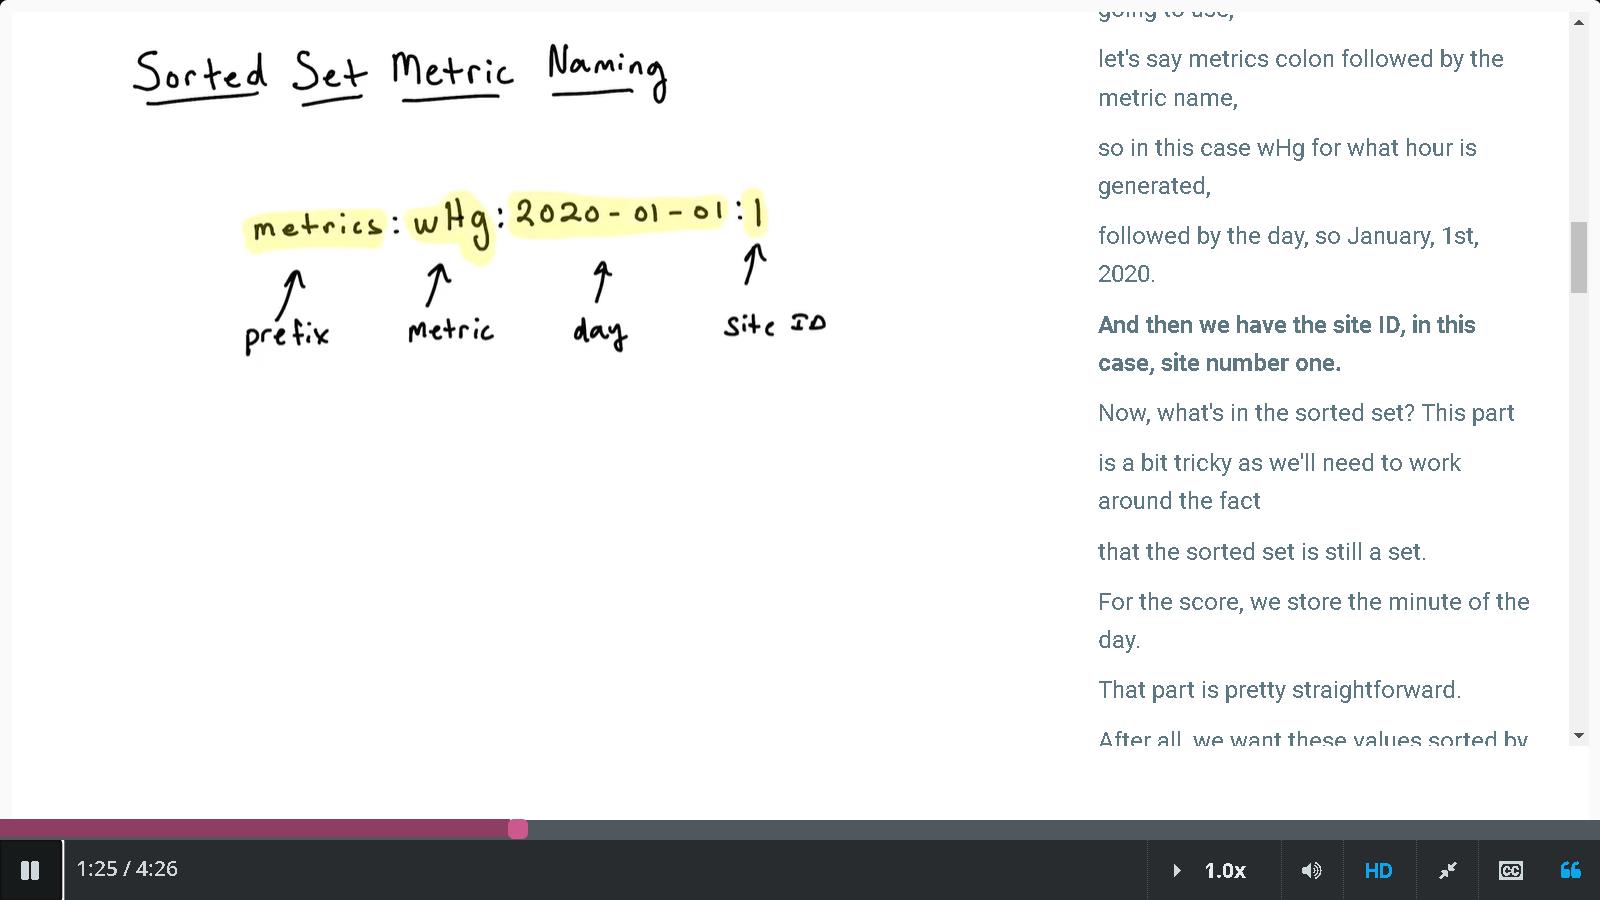 Sorted Set Metric Naming
metrics:wHg:2020-01-01:1
prefix
metric
day
site ID
going to use,
let's say metrics colon followed by the
metric name,
so in this case wHg for what hour is
generated,
followed by the day, so January, 1st,
2020.
And then we have the site ID, in this
case, site number one.
Now, what's in the sorted set? This part
is a bit tricky as we'll need to work
around the fact
that the sorted set is still a set.
For the score, we store the minute of the
day.
That part is pretty straightforward.
After all, we want these values sorted by
1:25 / 4:26
1.0x
HD
CC